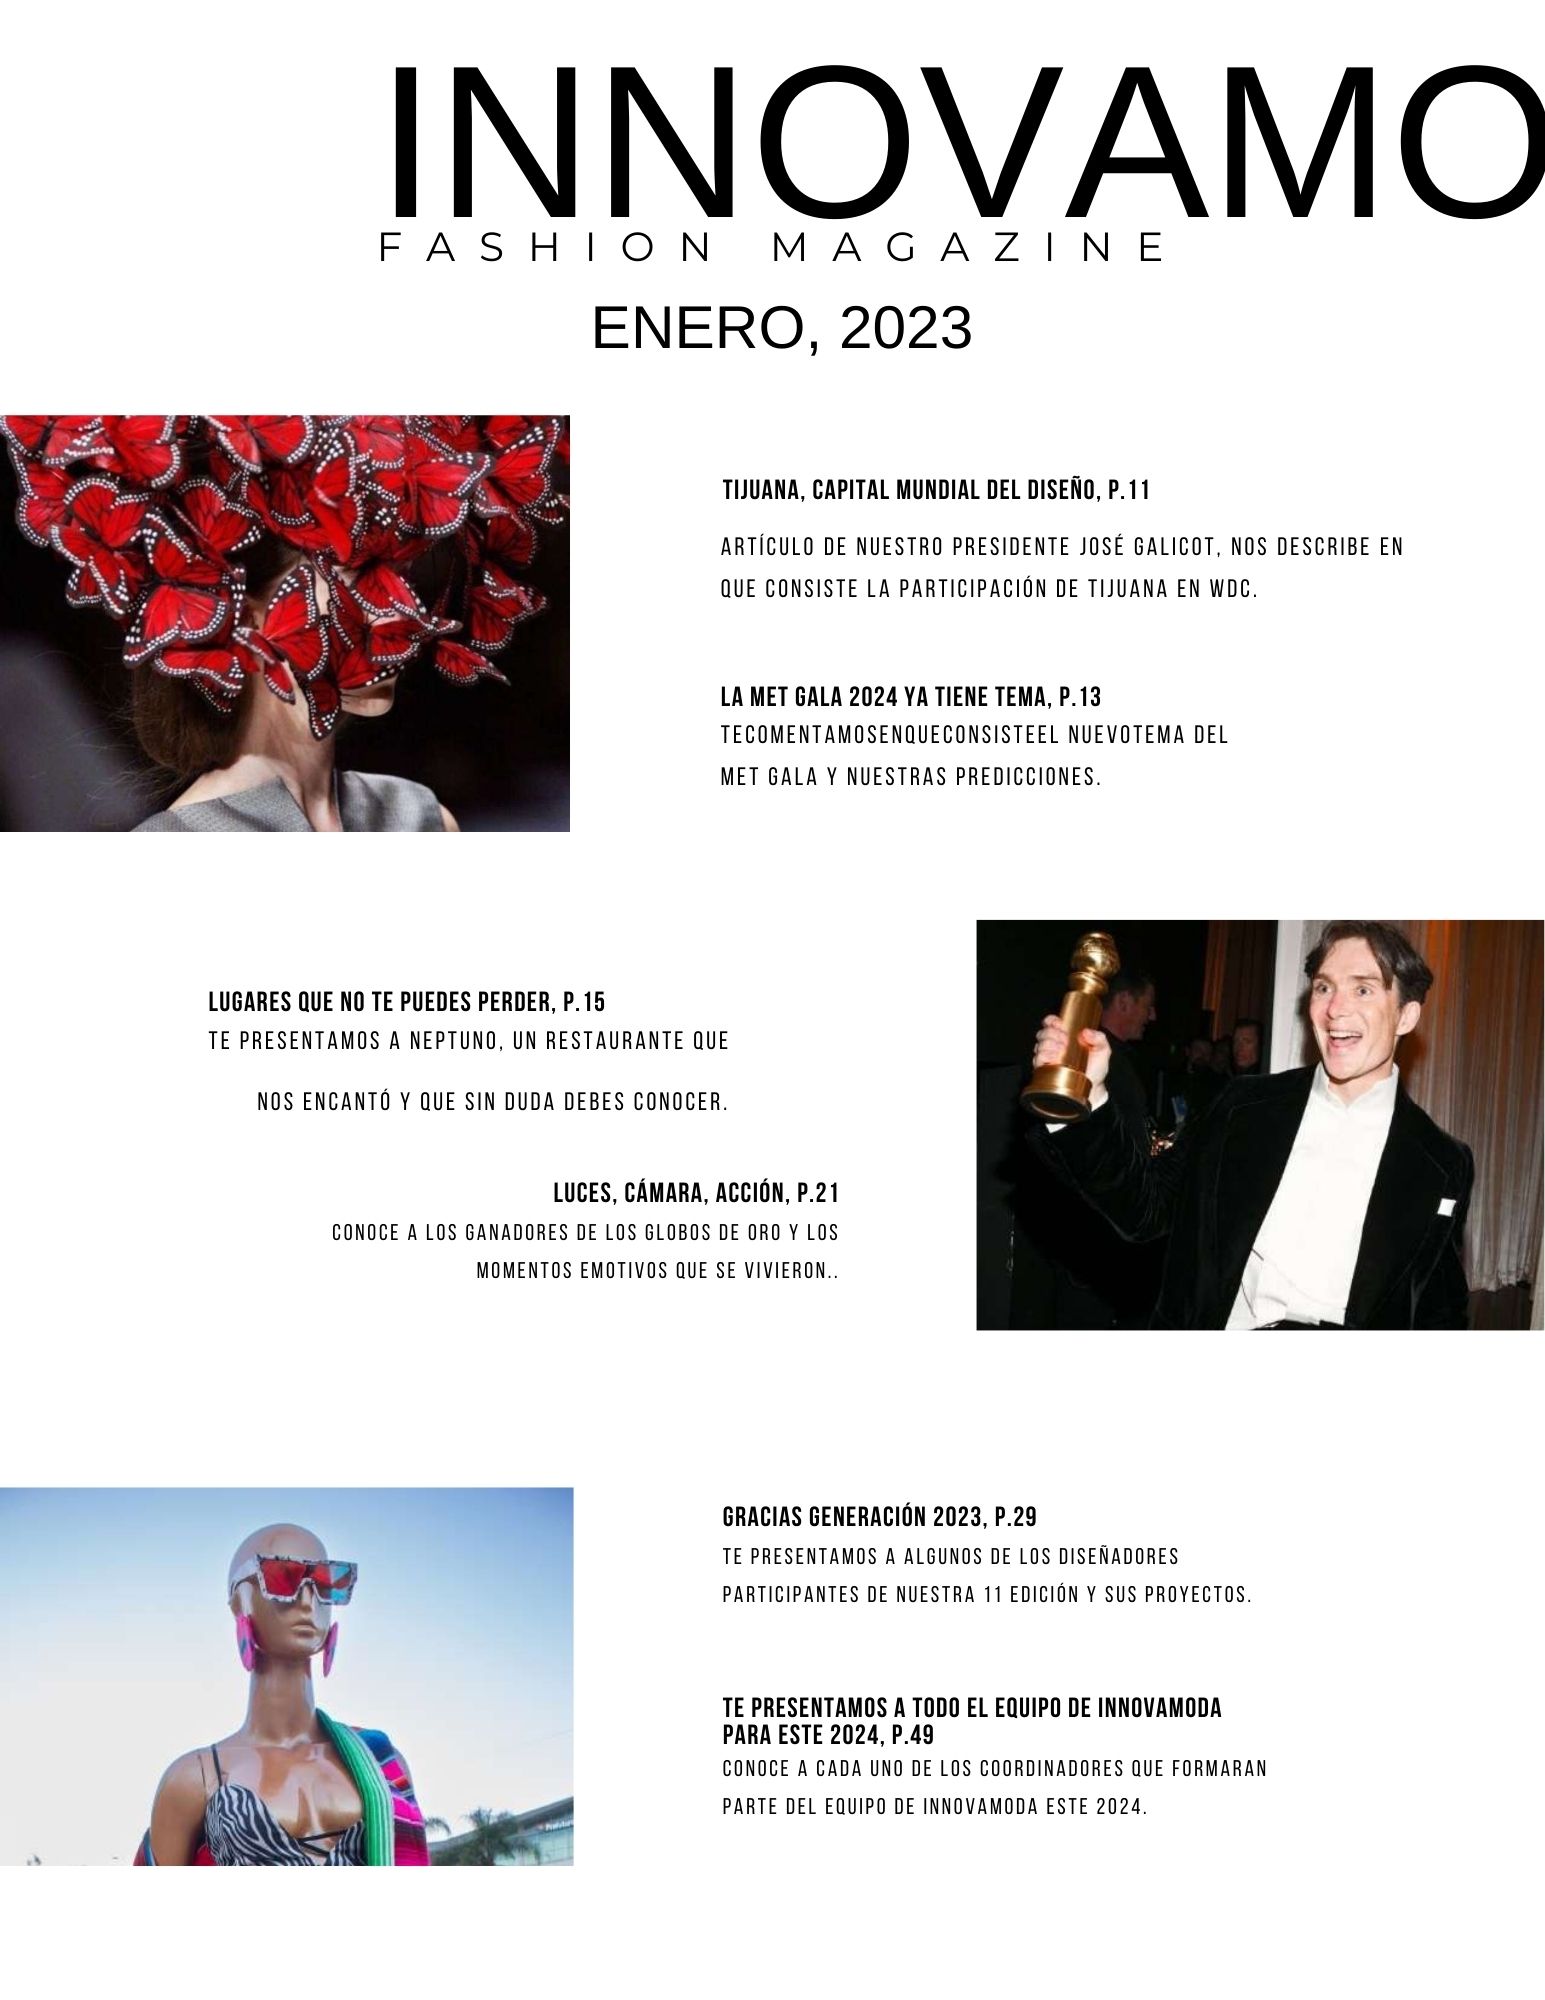 INNOVAMO
FASHION MAGAZINE
ENERO, 2023
TIJUANA, CAPITAL MUNDIAL DEL DISEÑO, P.11
ARTÍCULO DE NUESTRO PRESIDENTE JOSÉ GALICOT, NOS DESCRIBE EN
QUE CONSISTE LA PARTICIPACIÓN DE TIJUANA EN WDC.
LA MET GALA 2024 YA TIENE TEMA, P.13
TECOMENTAMOSENQUECONSISTEEL NUEVOTEMA DEL
MET GALA Y NUESTRAS PREDICCIONES.
LUGARES QUE NO TE PUEDES PERDER, P.15
TE PRESENTAMOS A NEPTUNO, UN RESTAURANTE QUE
NOS ENCANTÓ Y QUE SIN DUDA DEBES CONOCER.
LUCES, CÁMARA, ACCIÓN, P.21
CONOCE A LOS GANADORES DE LOS GLOBOS DE ORO Y LOS
MOMENTOS EMOTIVOS QUE SE VIVIERON..
GRACIAS GENERACIÓN 2023, P.29
TE PRESENTAMOS A ALGUNOS DE LOS DISEÑADORES
PARTICIPANTES DE NUESTRA 11 EDICIÓN Y SUS PROYECTOS.
TE PRESENTAMOS A TODO EL EQUIPO DE INNOVAMODA
PARA ESTE 2024, P.49
CONOCE A CADA UNO DE LOS COORDINADORES QUE FORMARAN
PARTE DEL EQUIPO DE INNOVAMODA ESTE 2024.